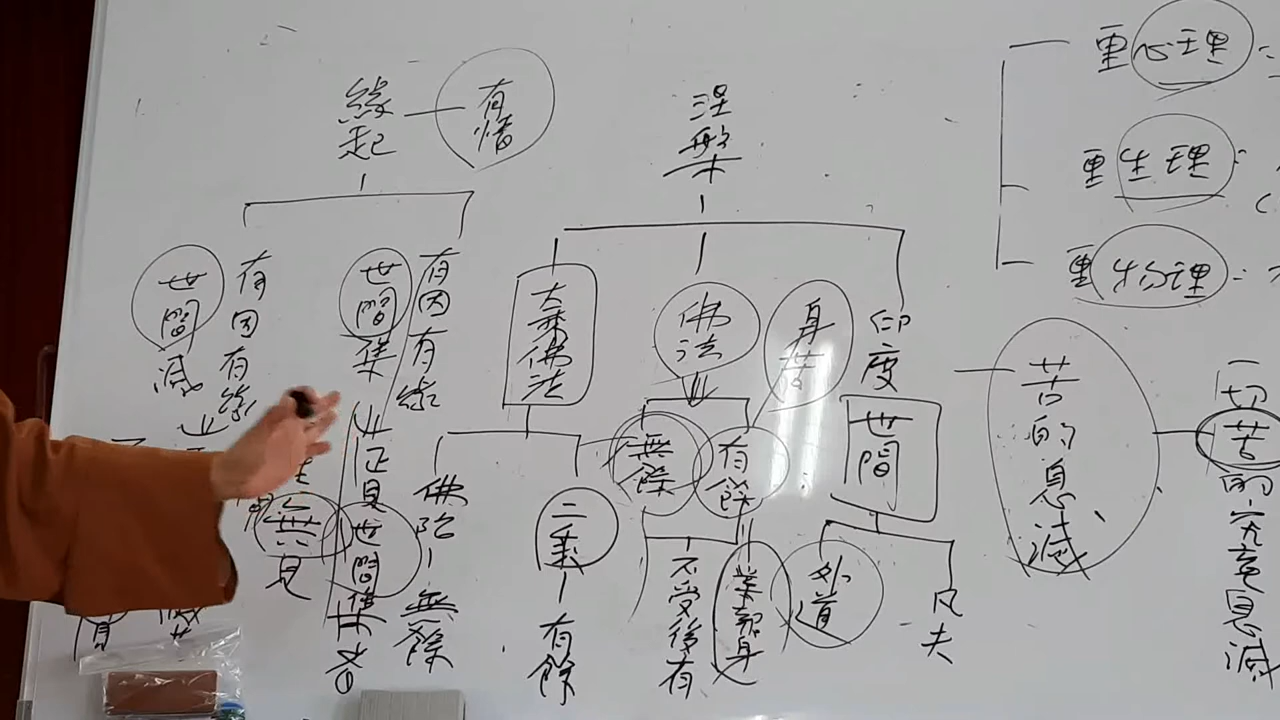 重心理
重生理
重物理
一切苦的究竟息滅
苦的息滅
涅槃
印度
世間
外道
凡夫
佛法
身苦
有餘
業報身
無餘
不受後有
大乘佛法
二乘-有餘
佛陀-無餘
緣起
有情
有因有緣
世間集
正見世間集
有因有緣
世間滅
無見